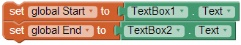 set global Start to TextBox1 . Text
set global End to TextBox2 . Text